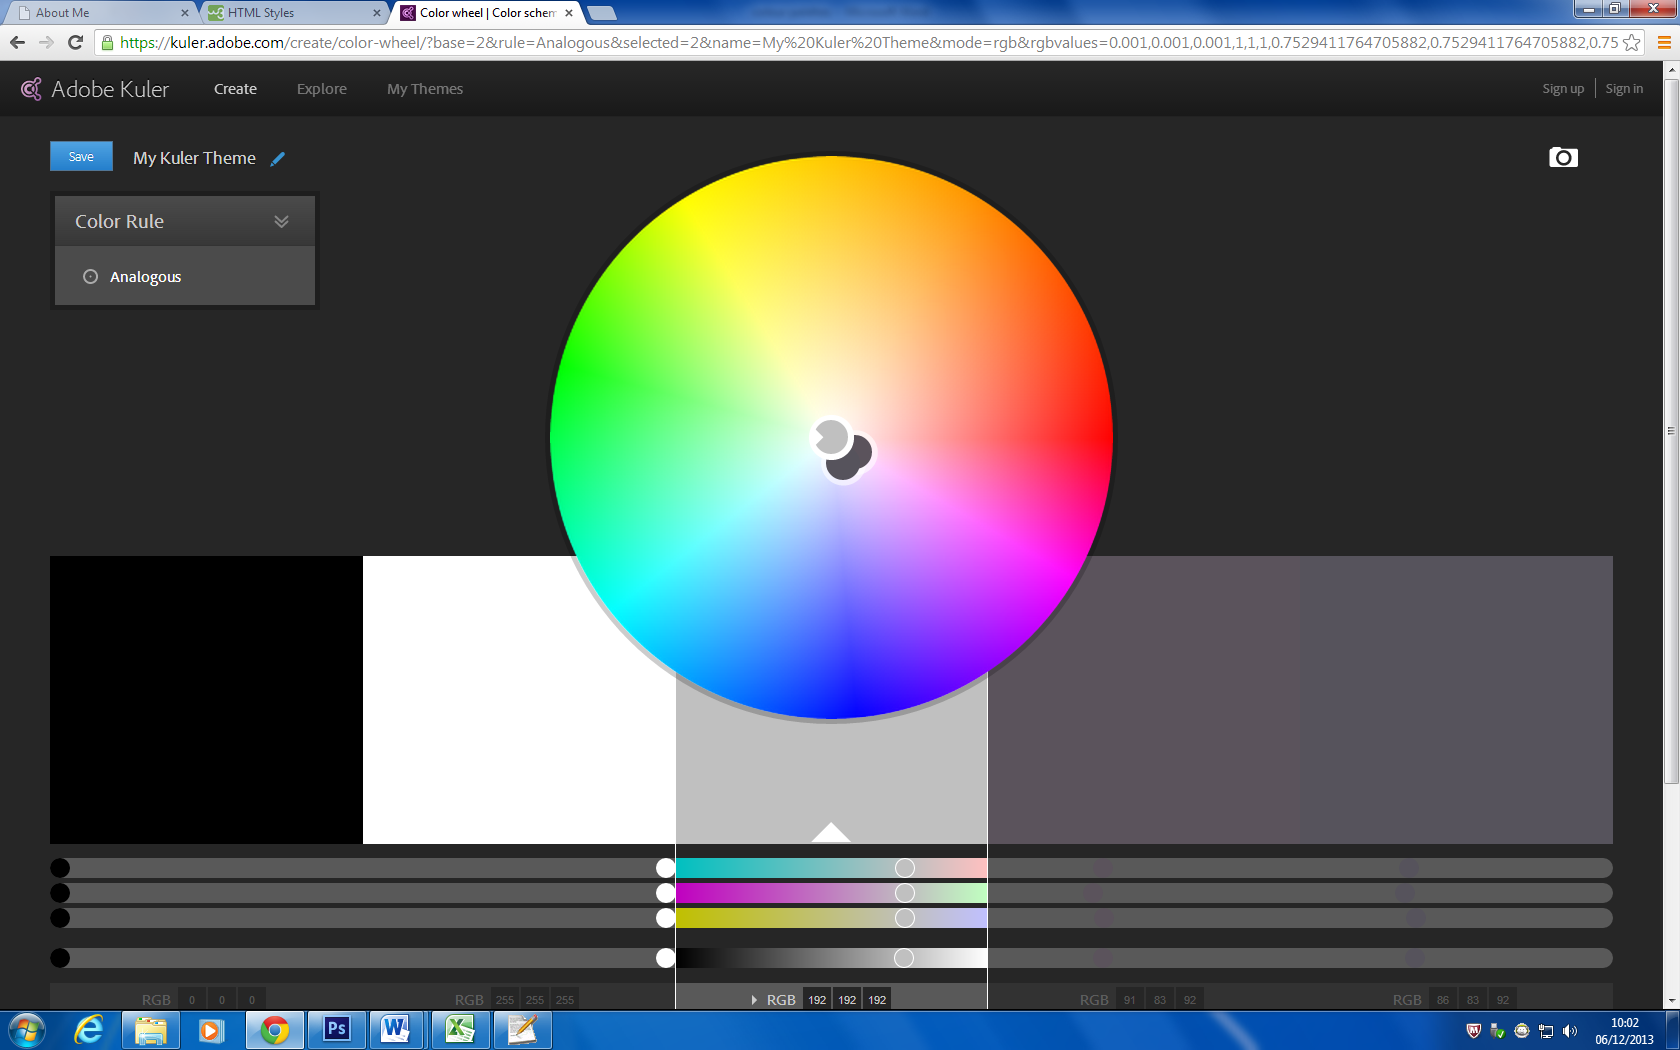 About Me
HTML Styles
Color wheel | Color schem
https://kuler.adobe.com/create/color-wheel/?base=2&rule=Analogous&selected=2&name=My%20Kuler%20Theme&mode=rgb&rgbvalues=0.001,0.001,0.001,1,1,1,0.7529411764705882,0.7529411764705882,0.75
Adobe Kuler
Create
Explore
My Themes
Sign up
Sign in
Save
My Kuler Theme
Color Rule
Analogous
RGB 0 0 0
RGB 255 255 255
RGB 192 192 192
RGB 91 83 92
RGB 86 83 92
Ps
10:02
06/12/2013